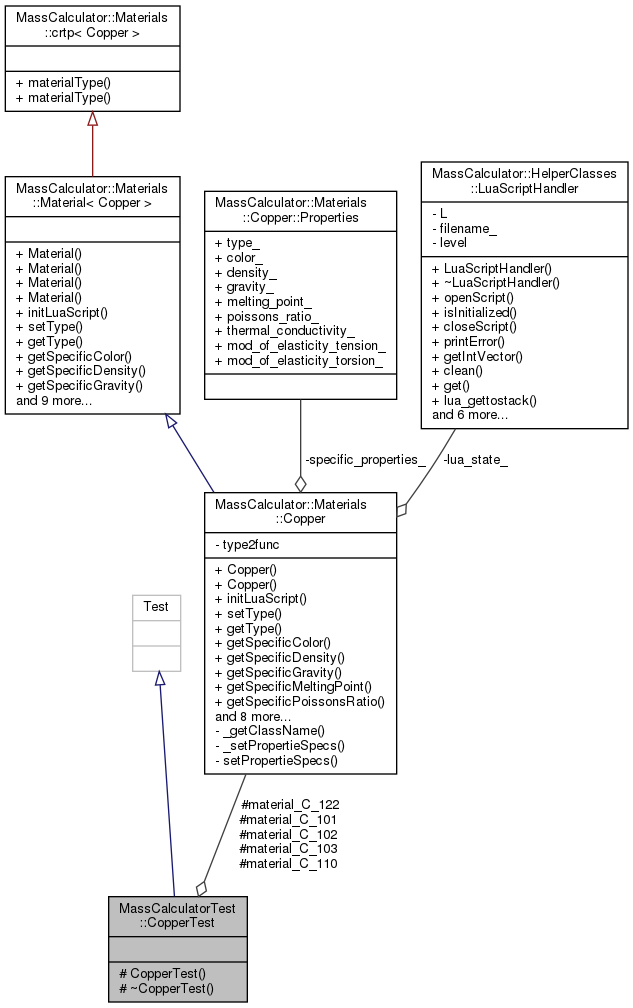 MassCalculator::Materials
::crtp< Copper >
+ materialType()
+ materialType()
MassCalculator::Materials
::Material< Copper >
+ Material()
+ Material()
+ Material()
+ Material()
+ initLuaScript()
+ setType()
+ getType()
+ getSpecificColor()
+ getSpecificDensity()
+ getSpecificGravity()
and 9 more...
MassCalculator::Materials
::Copper::Properties
+ type_
+ color_
+ density_
+ gravity_
+ melting_point_
+ poissons_ratio_
+ thermal_conductivity_
+ mod_of_elasticity_tension_
+ mod_of_elasticity_torsion_
MassCalculator::HelperClasses
::LuaScriptHandler
- L
- filename_
- level
+ LuaScriptHandler()
+ ~LuaScriptHandler()
+ openScript()
+ isInitialized()
+ closeScript()
+ printError()
+ getIntVector()
+ clean()
+ get()
+ lua_gettostack()
and 6 more...
-specific_properties_
-lua_state_
MassCalculator::Materials
::Copper
- type2func
+ Copper()
+ Copper()
+ initLuaScript()
+ setType()
+ getType()
+ getSpecificColor()
+ getSpecificDensity()
+ getSpecificGravity()
+ getSpecificMeltingPoint()
+ getSpecificPoissonsRatio()
and 8 more...
- _getClassName()
- _setPropertieSpecs()
- setPropertieSpecs()
Test
#material_C_122
#material_C_101
#material_C_102
#material_C_103
#material_C_110
MassCalculatorTest
::CopperTest
# CopperTest()
# ~CopperTest()